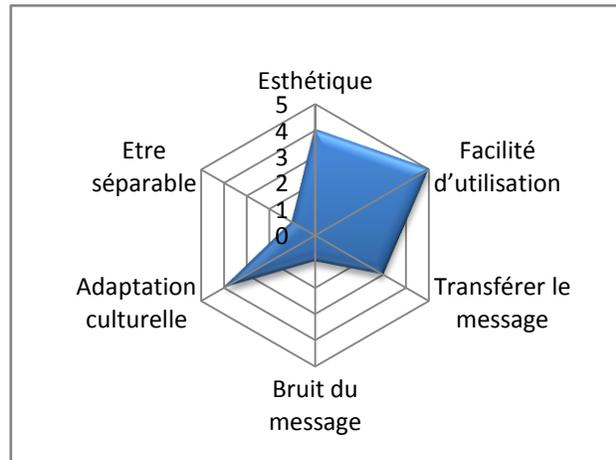 Esthétique
5
4
3
2
1
0
Facilité
d’utilisation
Transférer le
message
Bruit du
message
Adaptation
culturelle
Etre
séparable